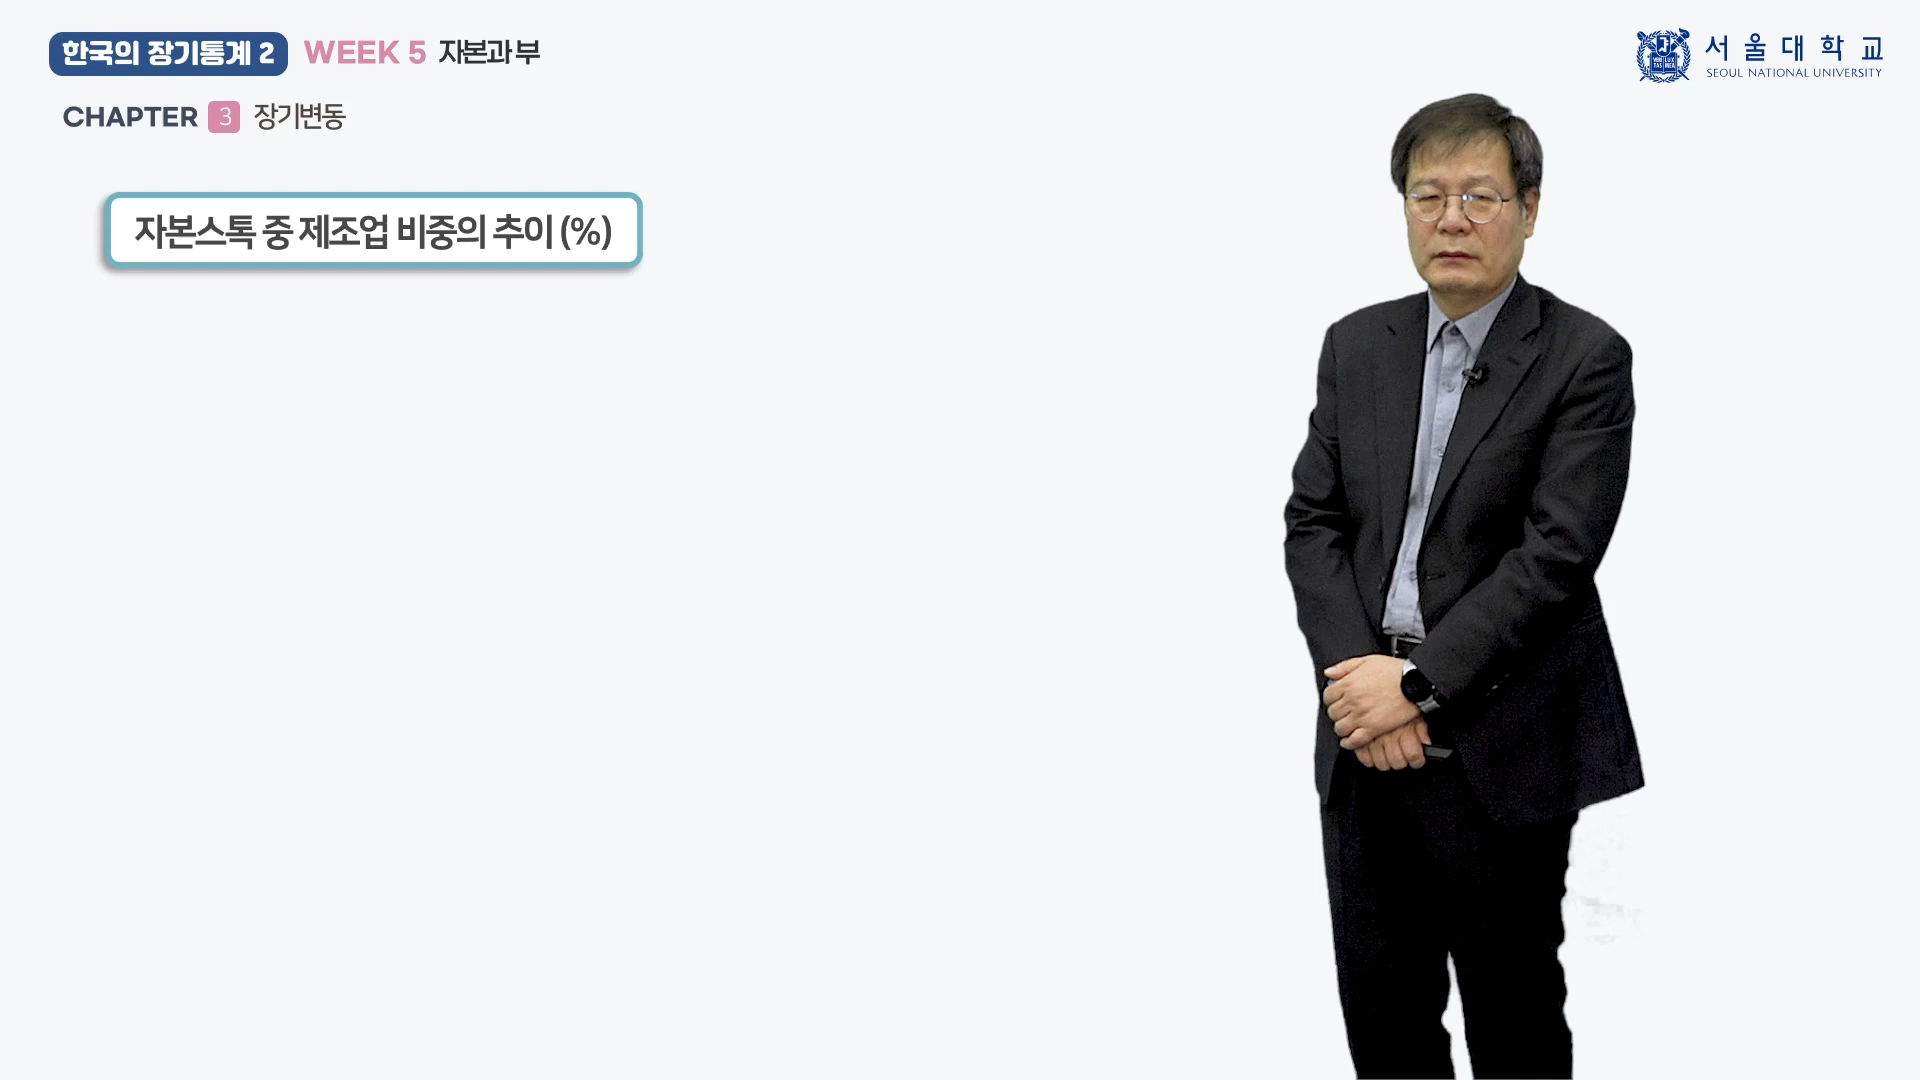 한국의 장기통계 2 WEEK 5 자본과 부
서울대학교
SEOUL NATIONAL UNIVERSITY
CHAPTER 3 장기변동
자본스톡 중 제조업 비중의 추이 (%)